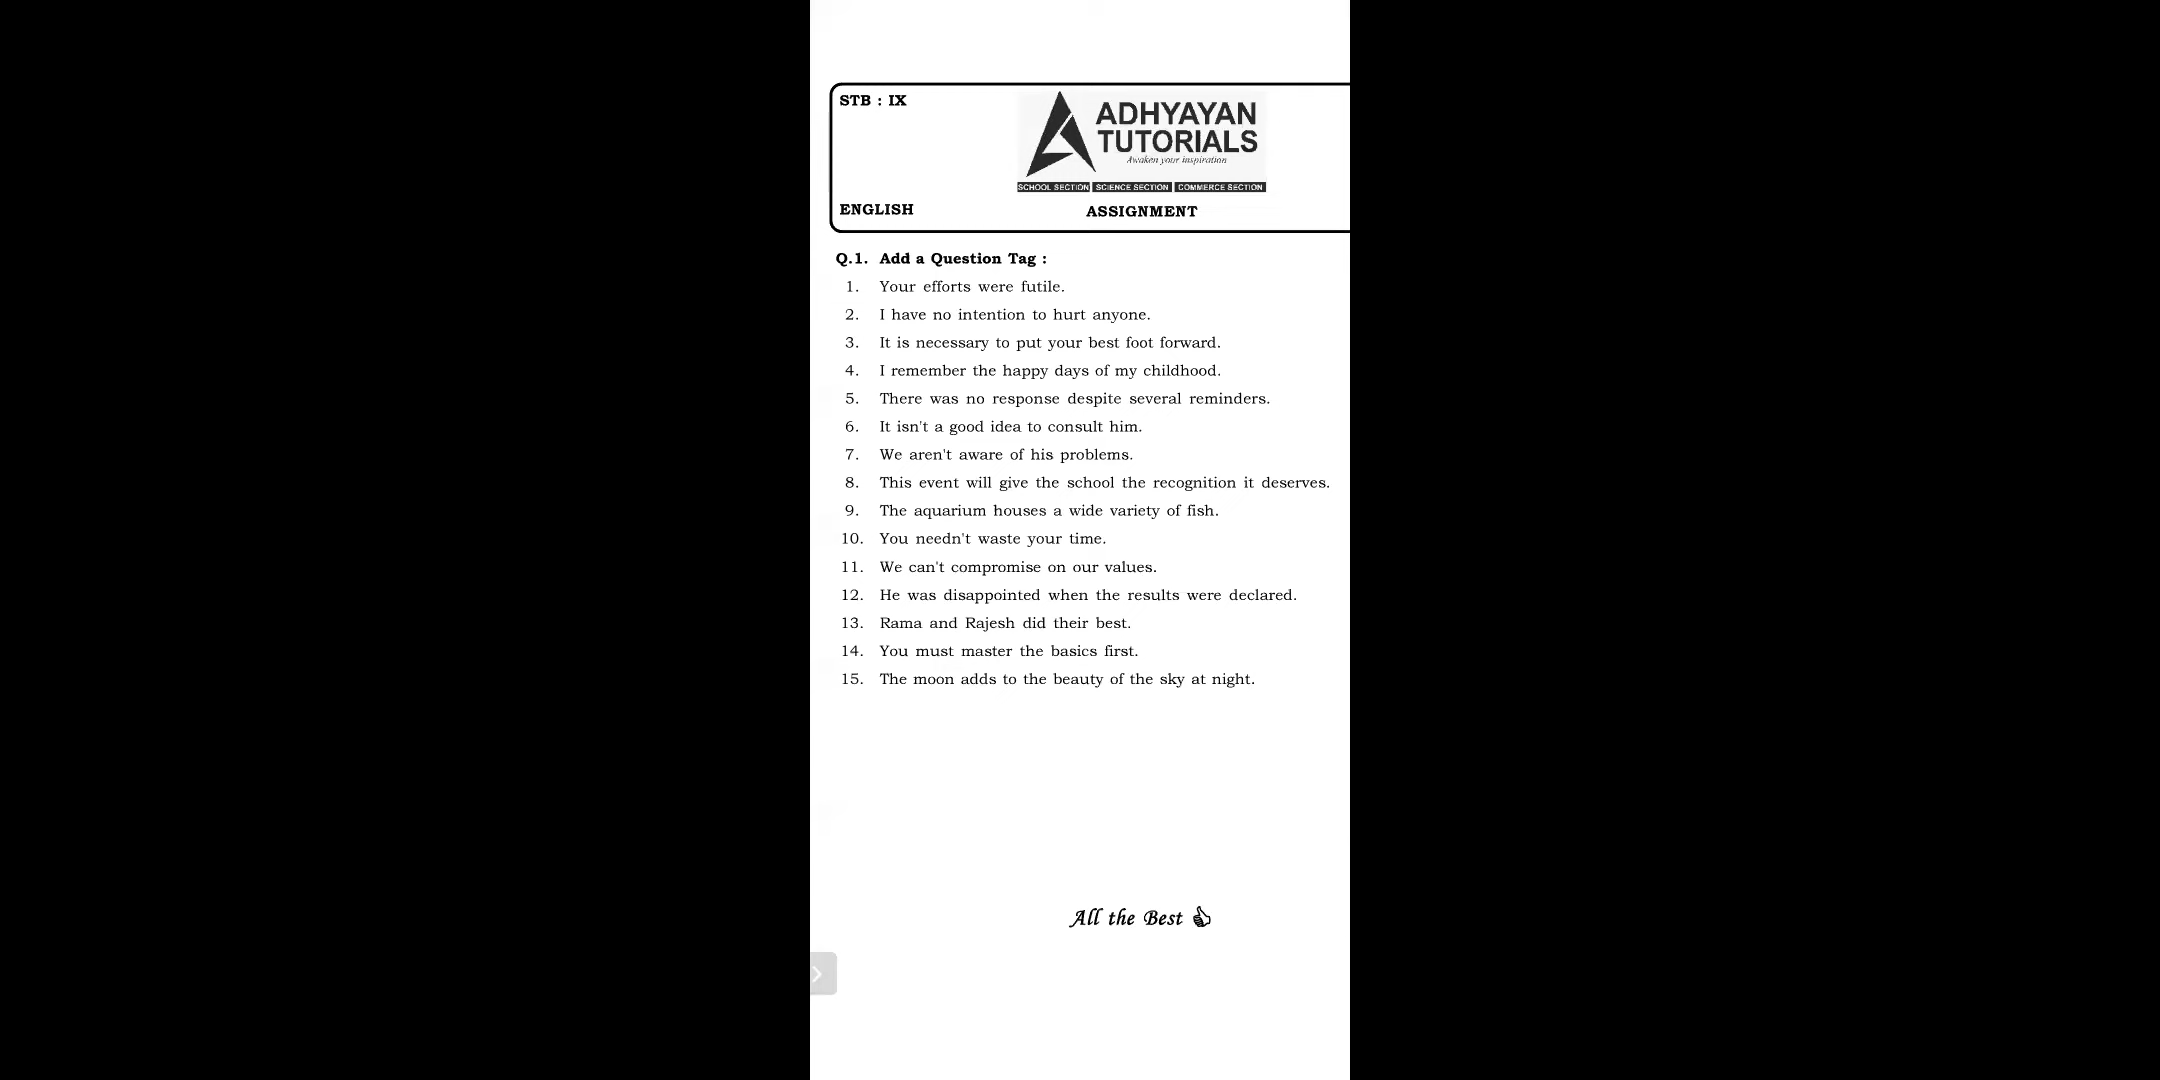 STB : IX
ADHYAYAN
TUTORIALS
Awaken your inspiration
SCHOOL SECTION SCIENCE SECTION COMMERCE SECTION
ENGLISH ASSIGNMENT
Q.1. Add a Question Tag :
1. Your efforts were futile.
2. I have no intention to hurt anyone.
3. It is necessary to put your best foot forward.
4. I remember the happy days of my childhood.
5. There was no response despite several reminders.
6. It isn't a good idea to consult him.
7. We aren't aware of his problems.
8. This event will give the school the recognition it deserves.
9. The aquarium houses a wide variety of fish.
10. You needn't waste your time.
11. We can't compromise on our values.
12. He was disappointed when the results were declared.
13. Rama and Rajesh did their best.
14. You must master the basics first.
15. The moon adds to the beauty of the sky at night.
All the Best 👍